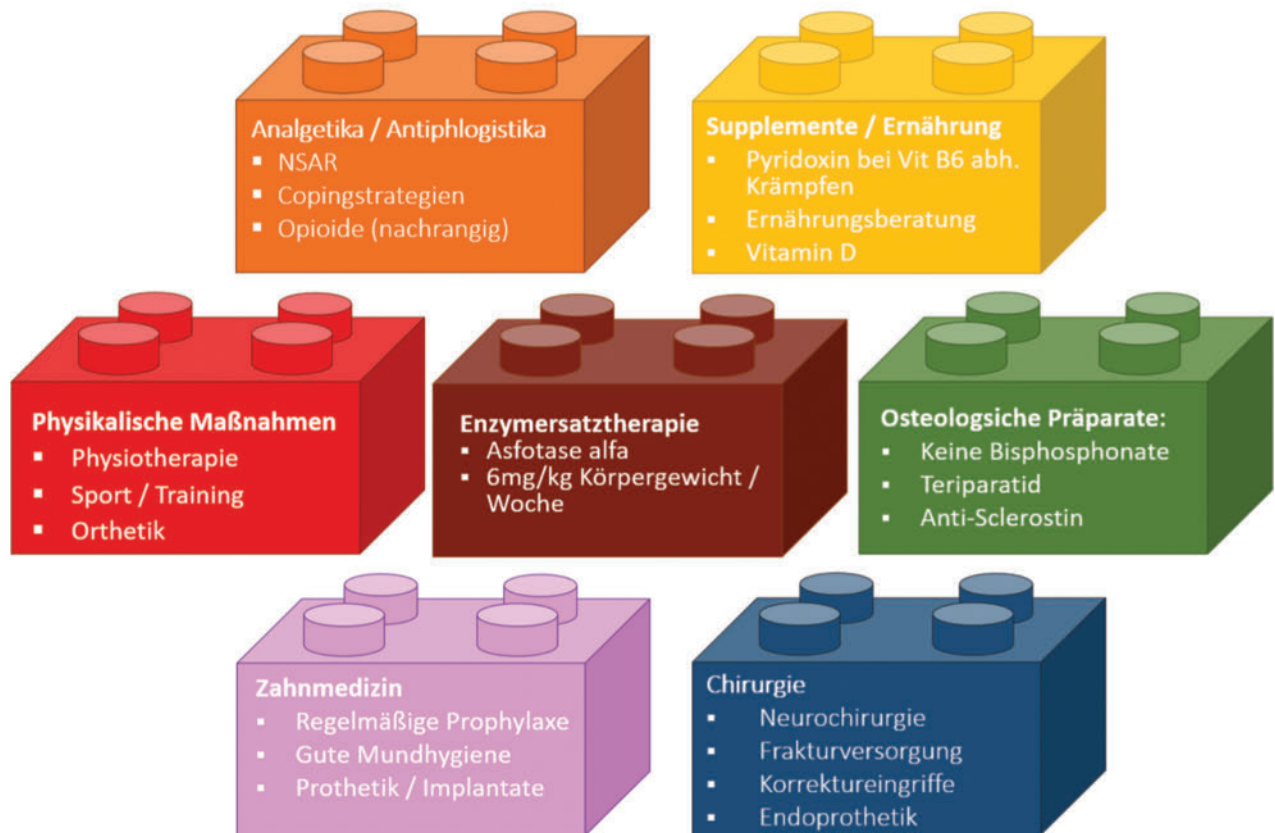 Analgetika / Antiphlogistika
▪ NSAR
▪ Copingstrategien
▪ Opioide (nachrangig)
Supplemente / Ernährung
▪ Pyridoxin bei Vit B6 abh.
Krämpfen
▪ Ernährungsberatung
▪ Vitamin D
Physikalische Maßnahmen
▪ Physiotherapie
▪ Sport / Training
▪ Orthetik
Enzymersatztherapie
▪ Asfotase alfa
▪ 6mg/kg Körpergewicht /
Woche
Osteologsiche Präparate:
▪ Keine Bisphosphonate
▪ Teriparatid
▪ Anti-Sclerostin
Zahnmedizin
▪ Regelmäßige Prophylaxe
▪ Gute Mundhygiene
▪ Prothetik / Implantate
Chirurgie
▪ Neurochirurgie
▪ Frakturversorgung
▪ Korrektureingriffe
▪ Endoprothetik